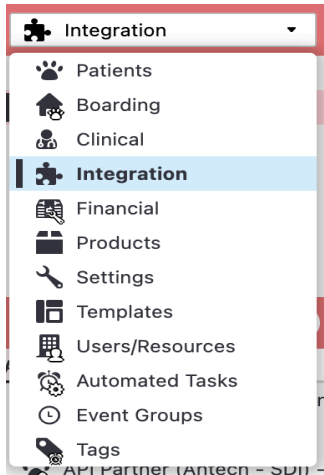 Integration
Patients
Boarding
Clinical
Integration
Financial
Products
Settings
Templates
Users/Resources
Automated Tasks
Event Groups
Tags
API Partner (Antech - SDI) -